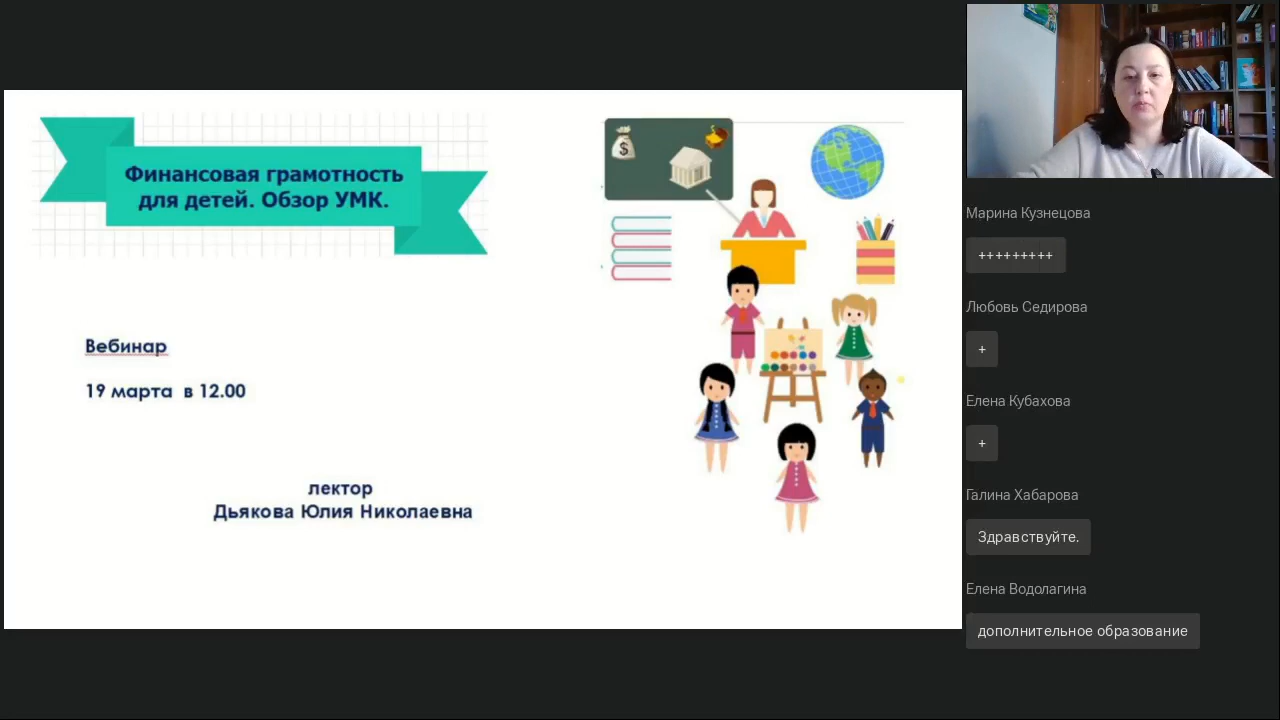 Финансовая грамотность
для детей. Обзор УМК.
Вебинар
19 марта в 12.00
лектор
Дьякова Юлия Николаевна
$
Марина Кузнецова
+++++++++
Любовь Седирова
+
Елена Кубахова
+
Галина Хабарова
Здравствуйте.
Елена Водолагина
дополнительное образование